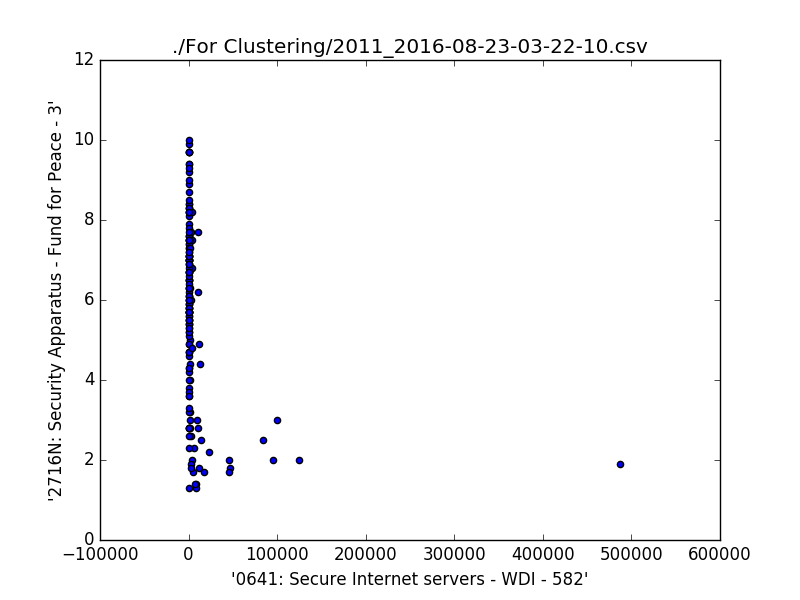 ./For Clustering/2011_2016-08-23-03-22-10.csv
12
10
8
6
4
2
0
'2716N: Security Apparatus - Fund for Peace - 3'
−100000 0 100000 200000 300000 400000 500000 600000
'0641: Secure Internet servers - WDI - 582'